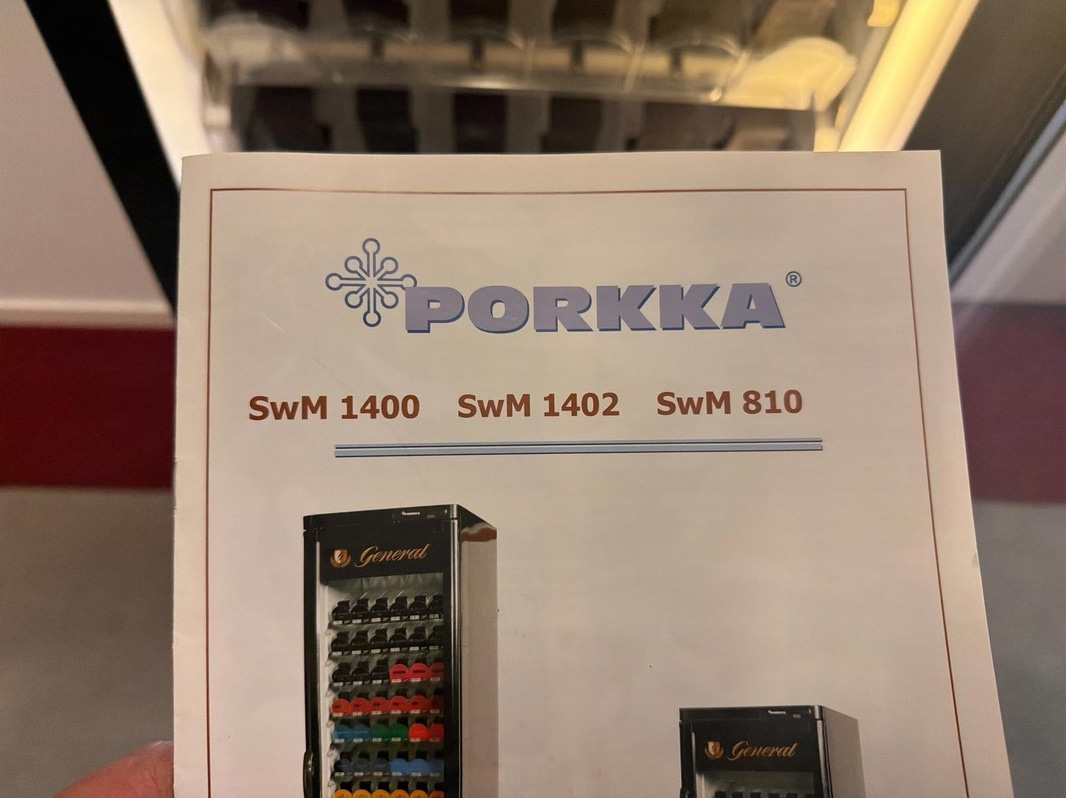 PORKKA®
SwM 1400 SwM 1402 SwM 810
General
General